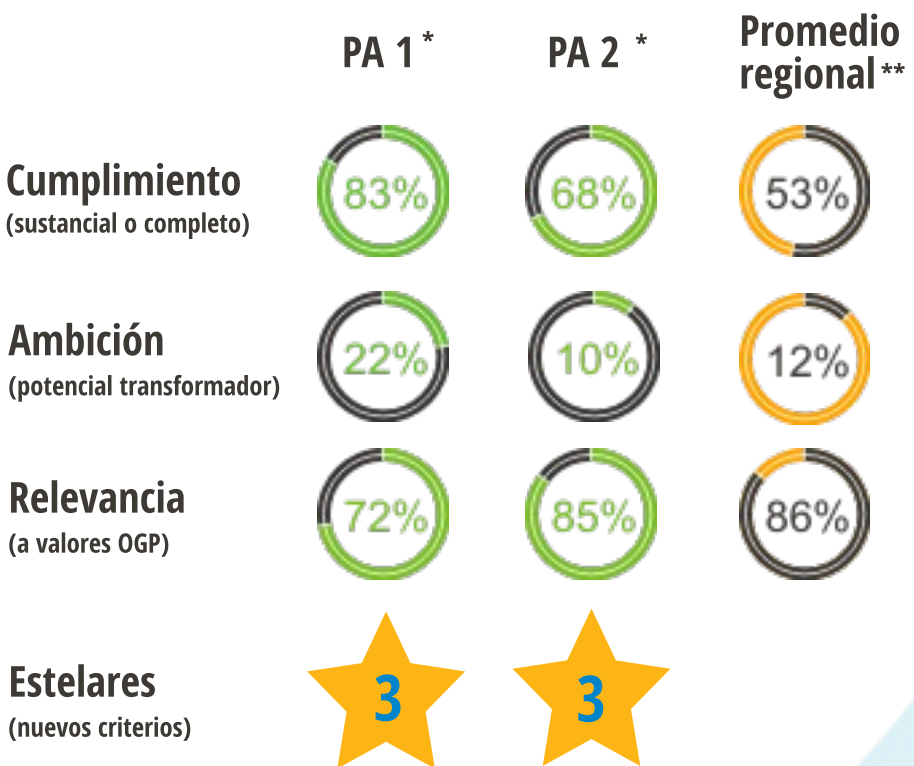 PA 1 * PA 2 * Promedio
regional **
Cumplimiento
(sustancial o completo)
83% 68% 53%
Ambición
(potencial transformador)
22% 10% 12%
Relevancia
(a valores OGP)
72% 85% 86%
Estelares
(nuevos criterios)
3 3